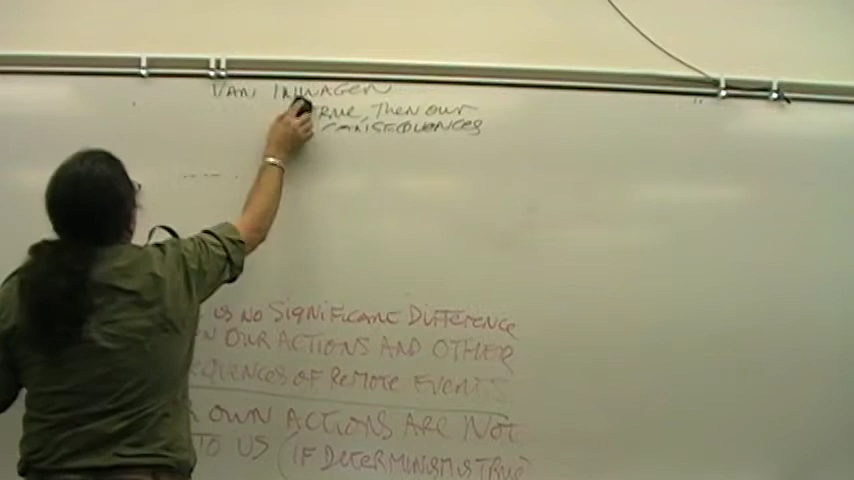 VAN INWAGEN
TRUE, Then our
CONSEQUENCES
US NO SIGNIFICANT DIFFERENCE
N OUR ACTIONS AND OTHER
EQUENCES OF REMOTE EVENTS
OWN ACTIONS ARE NOT
TO US (IF DETERMINISM IS TRUE